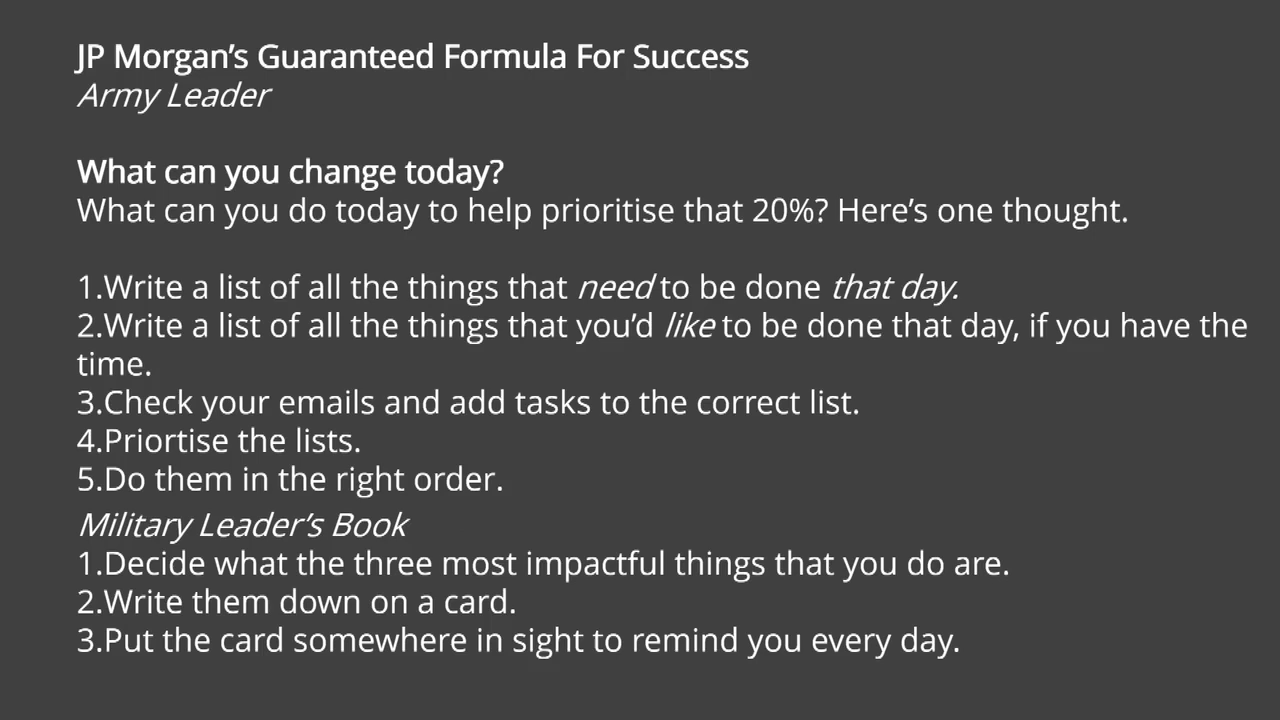 JP Morgan’s Guaranteed Formula For Success
Army Leader
What can you change today?
What can you do today to help prioritise that 20%? Here’s one thought.
1.Write a list of all the things that need to be done that day.
2.Write a list of all the things that you’d like to be done that day, if you have the
time.
3.Check your emails and add tasks to the correct list.
4.Priortise the lists.
5.Do them in the right order.
Military Leader’s Book
1.Decide what the three most impactful things that you do are.
2.Write them down on a card.
3.Put the card somewhere in sight to remind you every day.